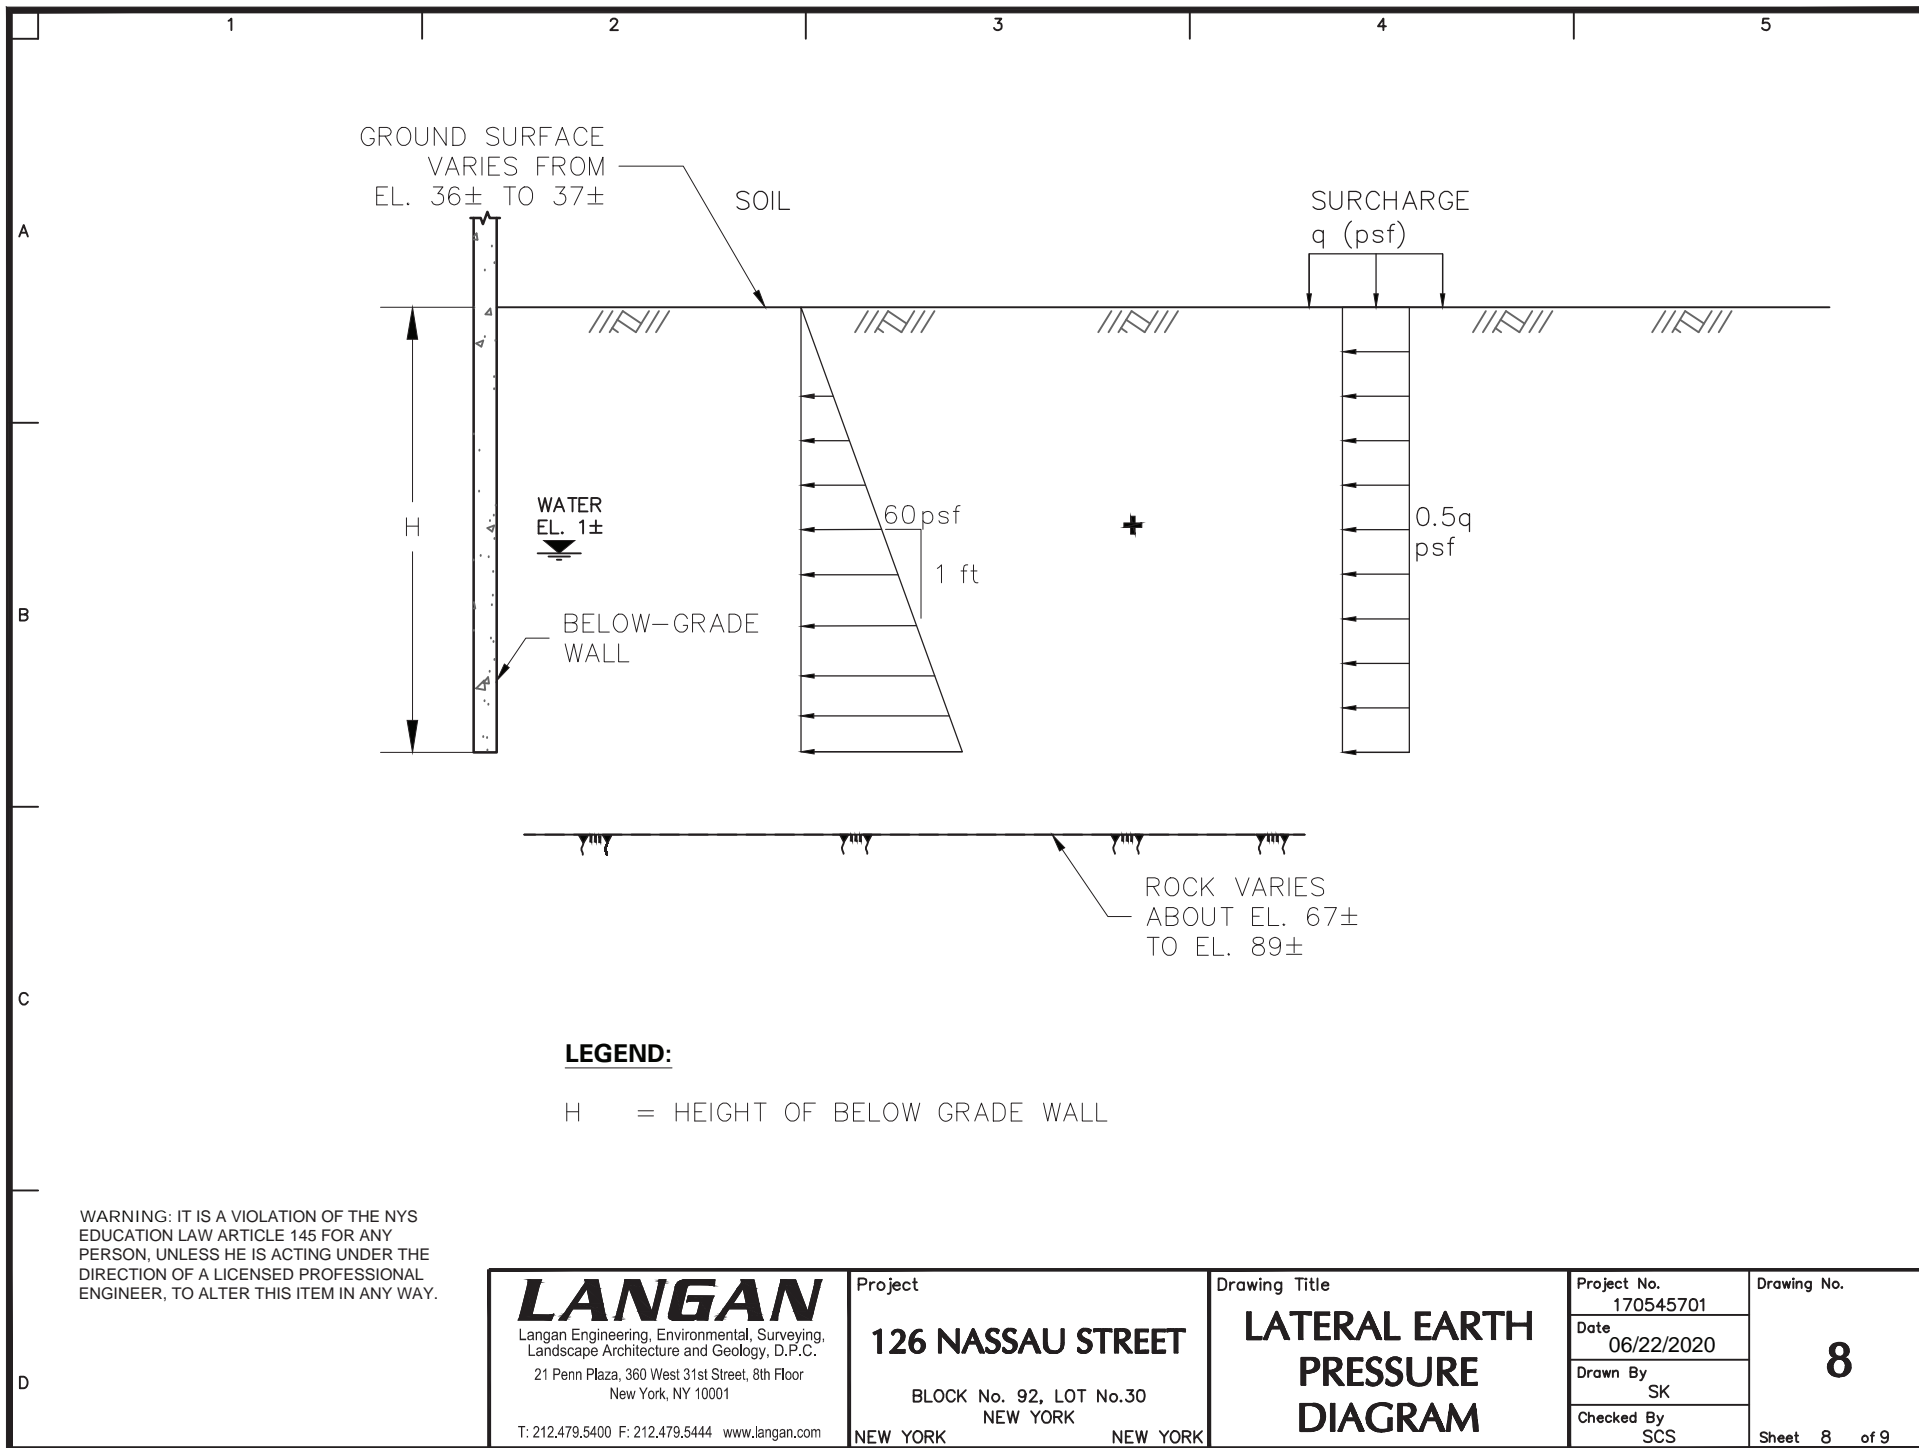 1 2 3 4 5
GROUND SURFACE
VARIES FROM
EL. 36± TO 37±
SOIL
SURCHARGE
q (psf)
A
H
WATER
EL. 1±
60psf
1 ft
0.5q
psf
B
BELOW-GRADE
WALL
ROCK VARIES
ABOUT EL. 67±
TO EL. 89±
C
LEGEND:
H = HEIGHT OF BELOW GRADE WALL
WARNING: IT IS A VIOLATION OF THE NYS
EDUCATION LAW ARTICLE 145 FOR ANY
PERSON, UNLESS HE IS ACTING UNDER THE
DIRECTION OF A LICENSED PROFESSIONAL
ENGINEER, TO ALTER THIS ITEM IN ANY WAY.
D
LANGAN
Langan Engineering, Environmental, Surveying,
Landscape Architecture and Geology, D.P.C.
21 Penn Plaza, 360 West 31st Street, 8th Floor
New York, NY 10001
T: 212.479.5400 F: 212.479.5444 www.langan.com
Project
126 NASSAU STREET
BLOCK No. 92, LOT No.30
NEW YORK
NEW YORK NEW YORK
Drawing Title
LATERAL EARTH
PRESSURE
DIAGRAM
Project No.
170545701
Date
06/22/2020
Drawn By
SK
Checked By
SCS
Drawing No.
8
Sheet 8 of 9